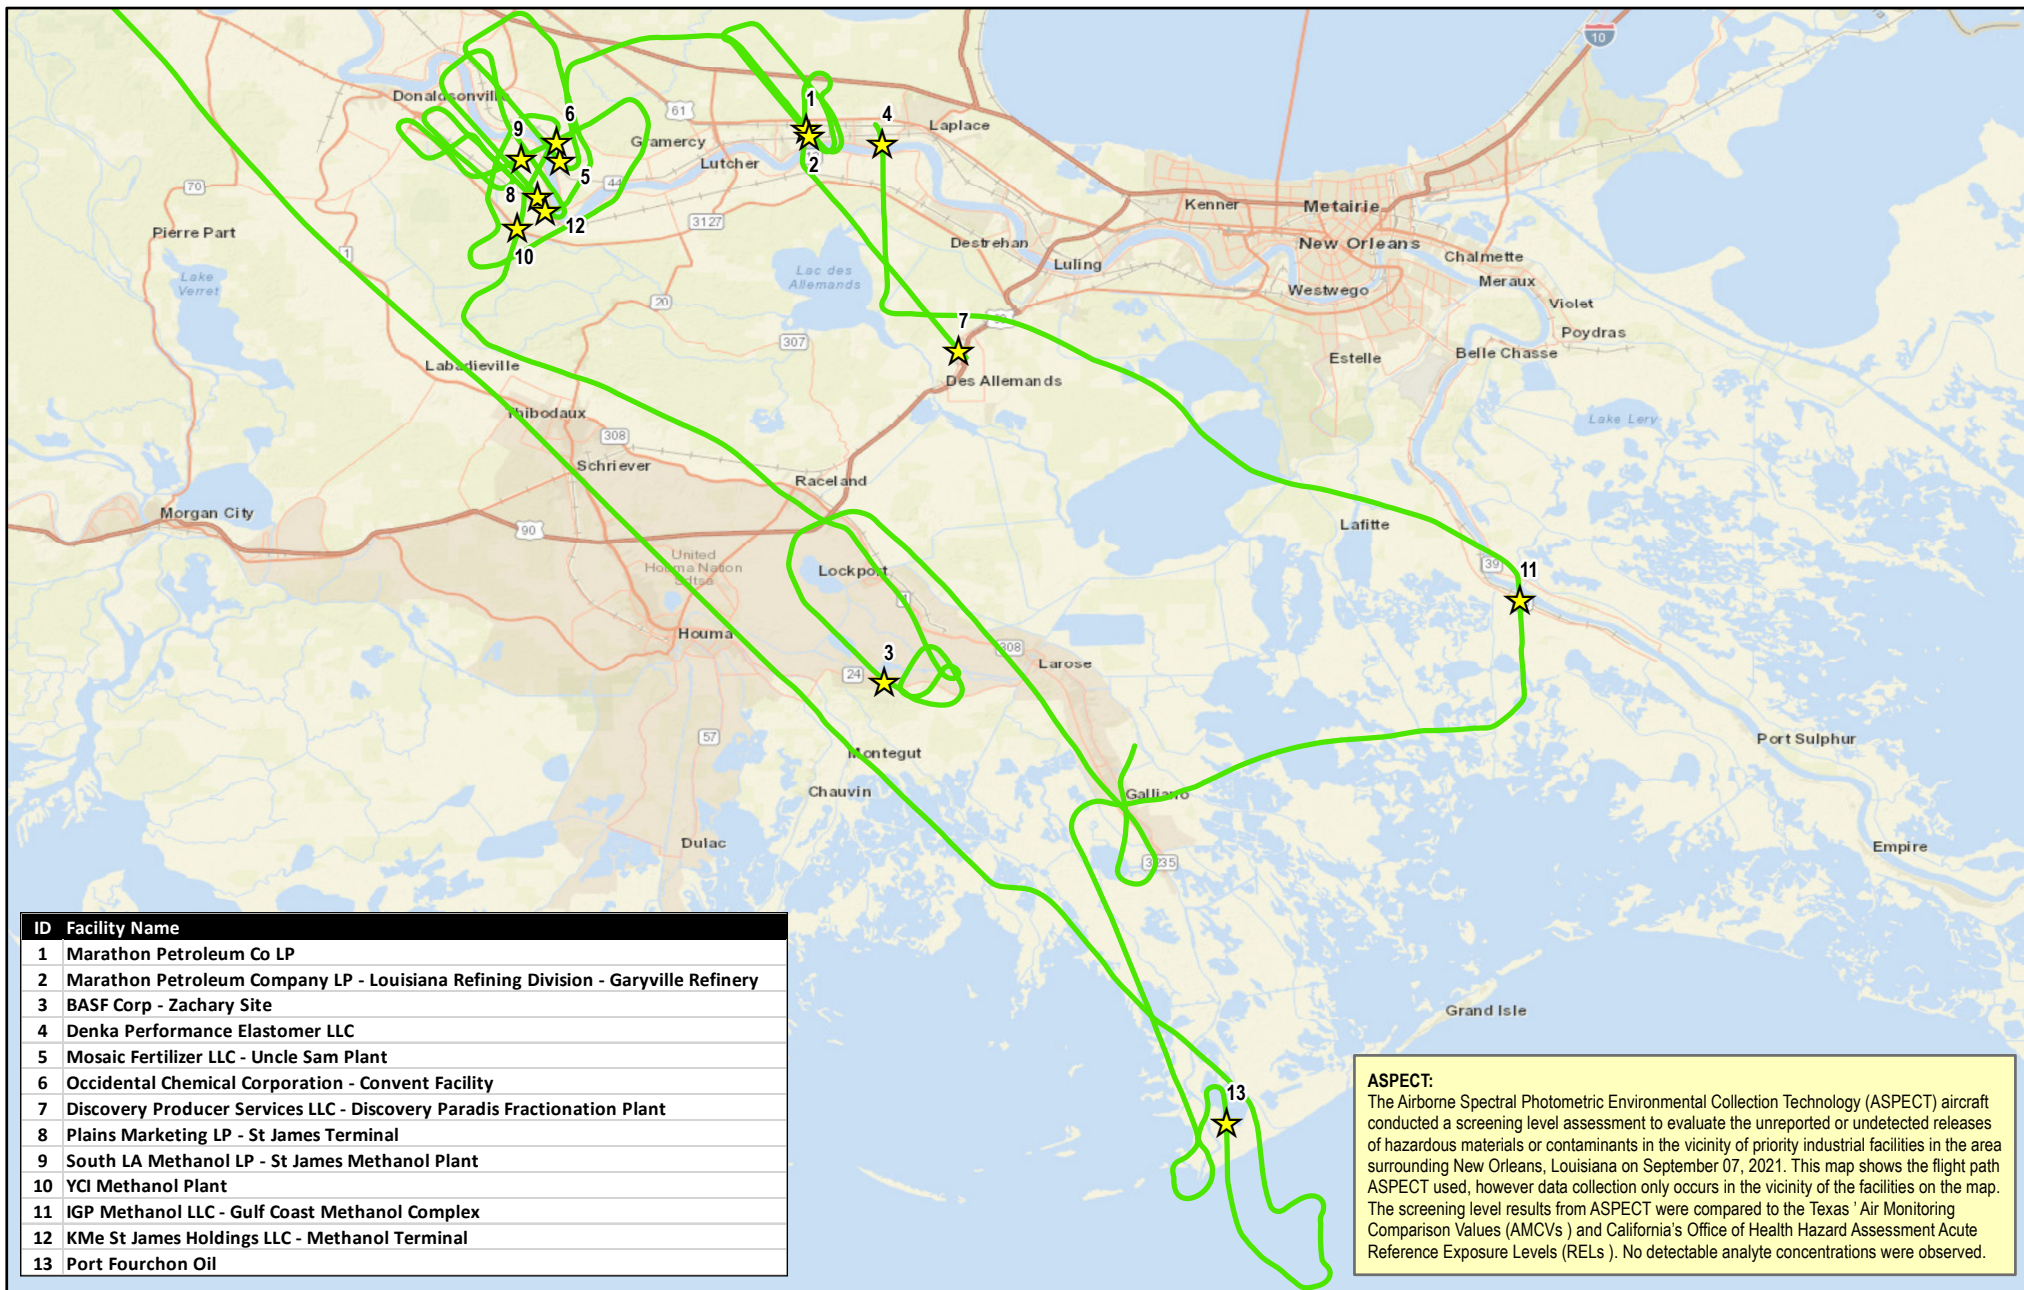 10
Donaldsonville
1
6
61
4
Laplace
9
Gramercy
Lutcher
2
5
44
70
8
Kenner
Metairie
3127
12
Pierre Part
1
Destrehan
New Orleans
10
Luling
Chalmette
Lake
Verret
Lac des
Allemands
Meraux
Westwego
20
Violet
7
Poydras
307
Estelle
Belle Chasse
Labadieville
Des Allemands
Thibodaux
Lake Lery
308
Schriever
Raceland
Morgan City
90
Lafitte
United
Houma Nation
Sdtsa
Lockport
39
11
1
Houma
308
3
Larose
24
57
Montegut
Port Sulphur
Chauvin
Galliano
Dulac
3235
Empire
Grand Isle
13
ID Facility Name
1 Marathon Petroleum Co LP
2 Marathon Petroleum Company LP - Louisiana Refining Division - Garyville Refinery
3 BASF Corp - Zachary Site
4 Denka Performance Elastomer LLC
5 Mosaic Fertilizer LLC - Uncle Sam Plant
6 Occidental Chemical Corporation - Convent Facility
7 Discovery Producer Services LLC - Discovery Paradis Fractionation Plant
8 Plains Marketing LP - St James Terminal
9 South LA Methanol LP - St James Methanol Plant
10 YCI Methanol Plant
11 IGP Methanol LLC - Gulf Coast Methanol Complex
12 KMe St James Holdings LLC - Methanol Terminal
13 Port Fourchon Oil
ASPECT:
The Airborne Spectral Photometric Environmental Collection Technology (ASPECT) aircraft
conducted a screening level assessment to evaluate the unreported or undetected releases
of hazardous materials or contaminants in the vicinity of priority industrial facilities in the area
surrounding New Orleans, Louisiana on September 07, 2021. This map shows the flight path
ASPECT used, however data collection only occurs in the vicinity of the facilities on the map.
The screening level results from ASPECT were compared to the Texas ' Air Monitoring
Comparison Values (AMCVs ) and California's Office of Health Hazard Assessment Acute
Reference Exposure Levels (RELs ). No detectable analyte concentrations were observed.